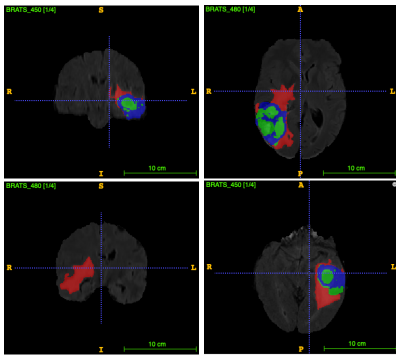 BRATS_450 [1/4]
S
R
L
I
10 cm
BRATS_480 [1/4]
A
R
L
P
10 cm
BRATS_480 [1/4]
S
R
L
I
10 cm
BRATS_450 [1/4]
A
R
L
P
10 cm